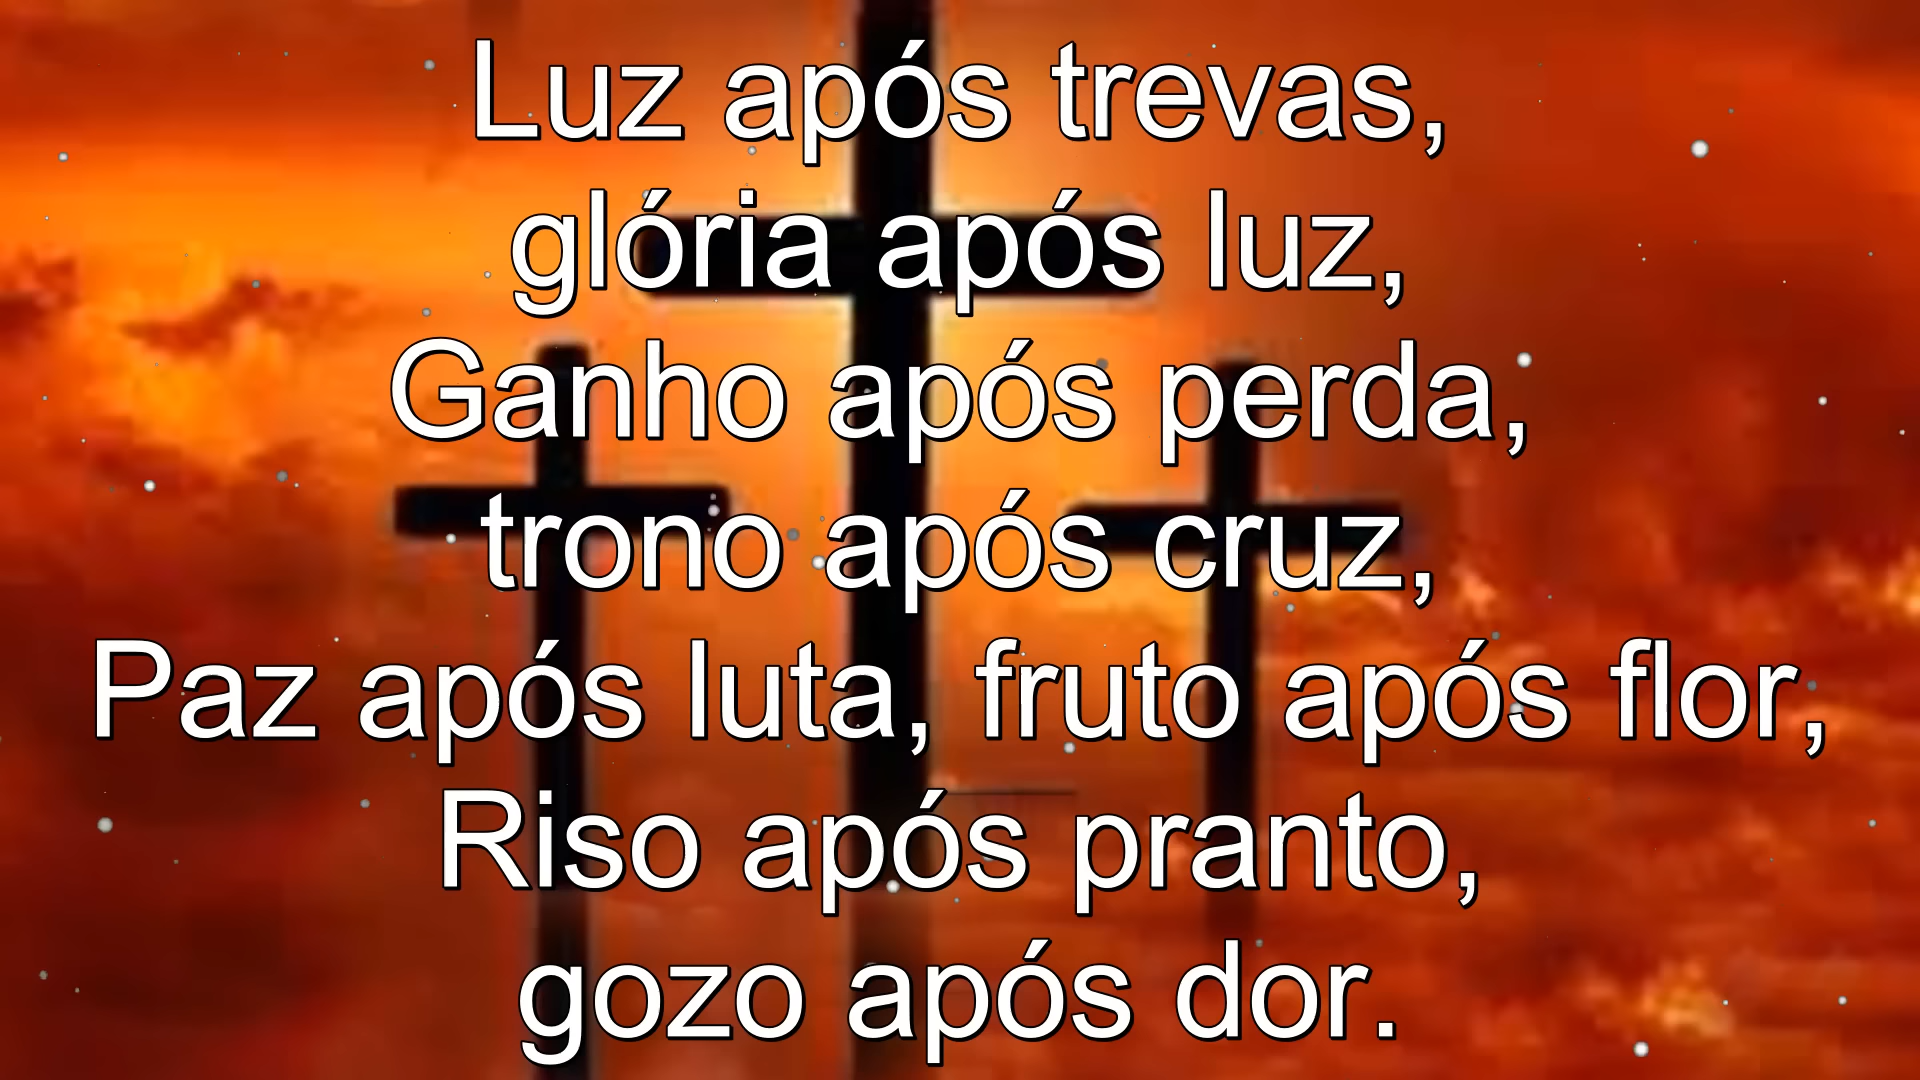 Luz após trevas,
glória após luz,
Ganho após perda,
trono após cruz,
Paz após luta, fruto após flor,
Riso após pranto,
gozo após dor.